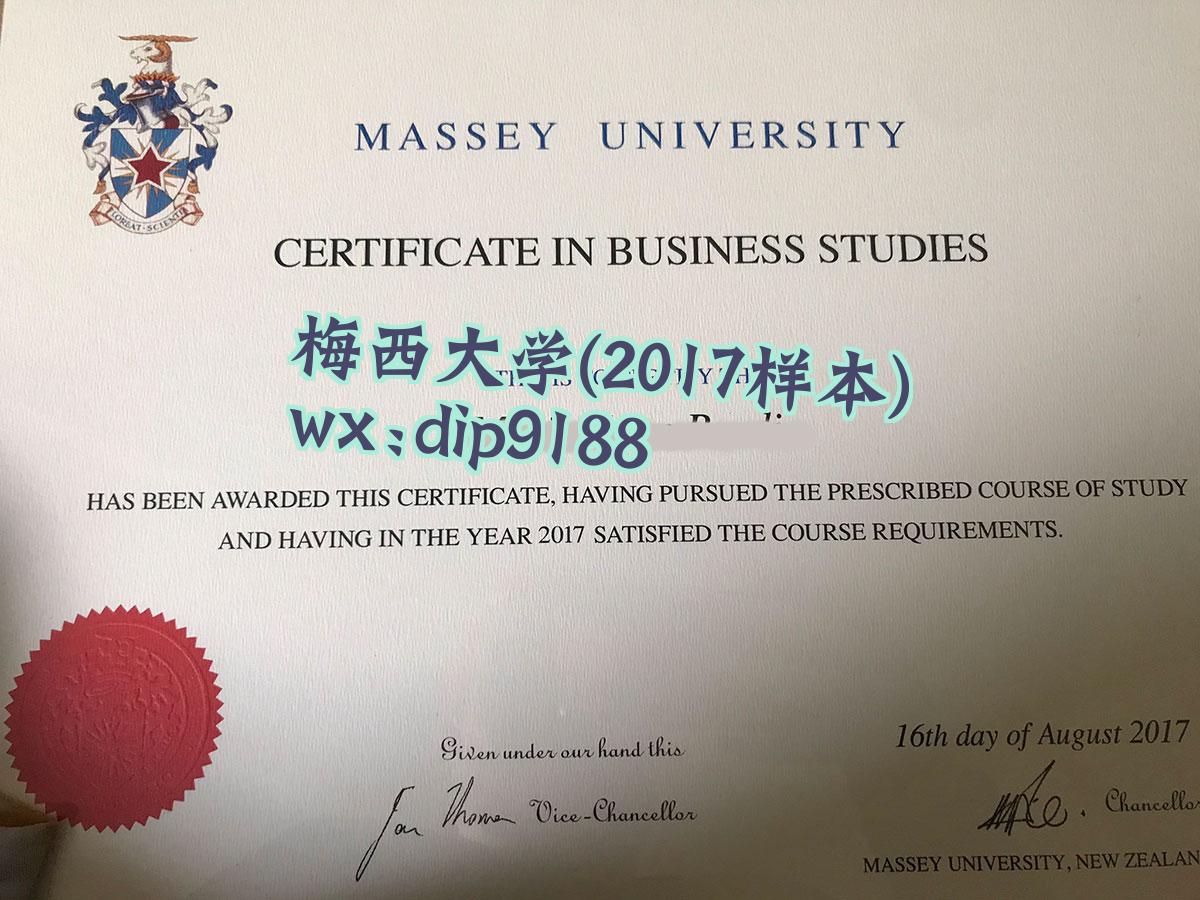 MASSEY UNIVERSITY
CERTIFICATE IN BUSINESS STUDIES
梅西大学(2017样本)
wx:dip9188
HAS BEEN AWARDED THIS CERTIFICATE, HAVING PURSUED THE PRESCRIBED COURSE OF STUDY
AND HAVING IN THE YEAR 2017 SATISFIED THE COURSE REQUIREMENTS.
Given under our hand this
16th day of August 2017
Vice-Chancellor
Chancellor
MASSEY UNIVERSITY, NEW ZEALAN